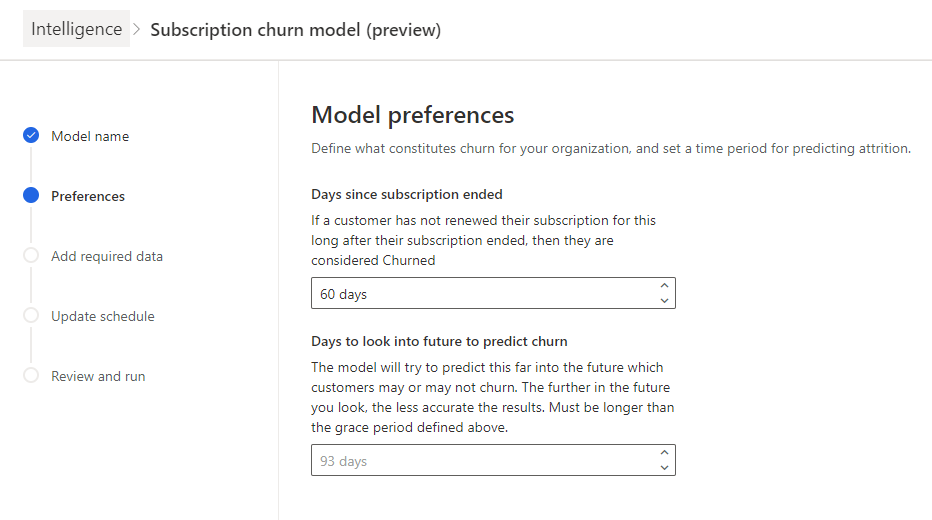 Intelligence > Subscription churn model (preview)
Model name
Preferences
Add required data
Update schedule
Review and run
Model preferences
Define what constitutes churn for your organization, and set a time period for predicting attrition.
Days since subscription ended
If a customer has not renewed their subscription for this
long after their subscription ended, then they are
considered Churned
60 days
Days to look into future to predict churn
The model will try to predict this far into the future which
customers may or may not churn. The further in the future
you look, the less accurate the results. Must be longer than
the grace period defined above.
93 days